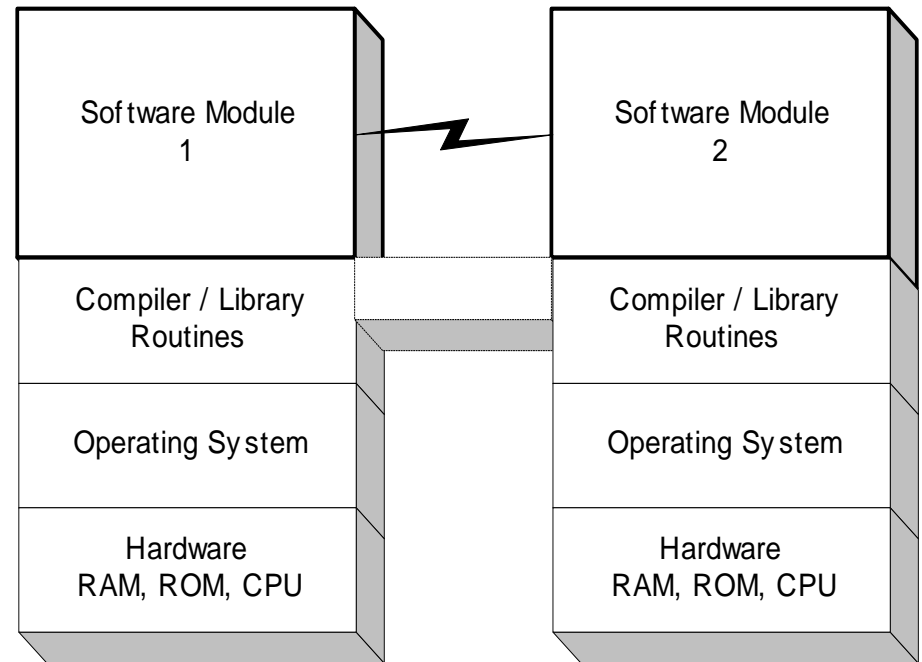 Software Module
1
Software Module
2
Compiler / Library
Routines
Compiler / Library
Routines
Operating System
Operating System
Hardware
RAM, ROM, CPU
Hardware
RAM, ROM, CPU